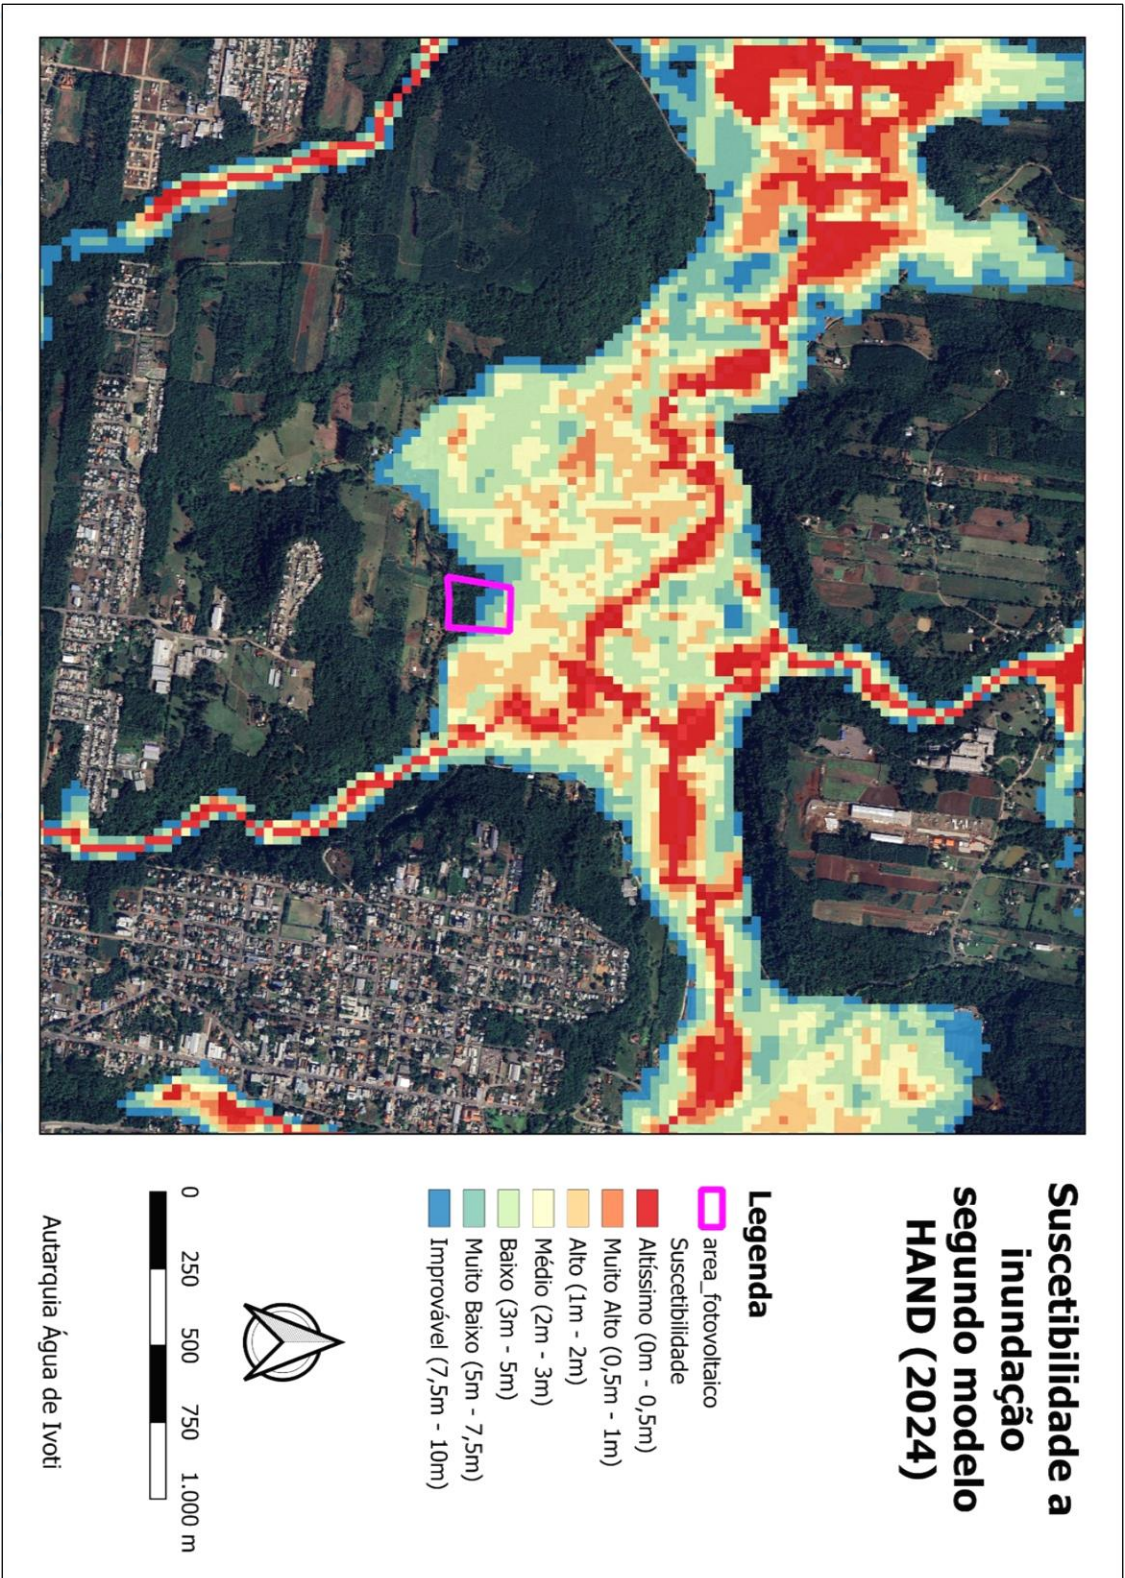 Suscetibilidade a
inundação
segundo modelo
HAND (2024)
Legenda
area_fotovoltaico
Suscetibilidade
Altíssimo (0m - 0,5m)
Muito Alto (0,5m - 1m)
Alto (1m - 2m)
Médio (2m - 3m)
Baixo (3m - 5m)
Muito Baixo (5m - 7,5m)
Improvável (7,5m - 10m)
0 250 500 750 1.000 m
Autarquia Água de Ivoti